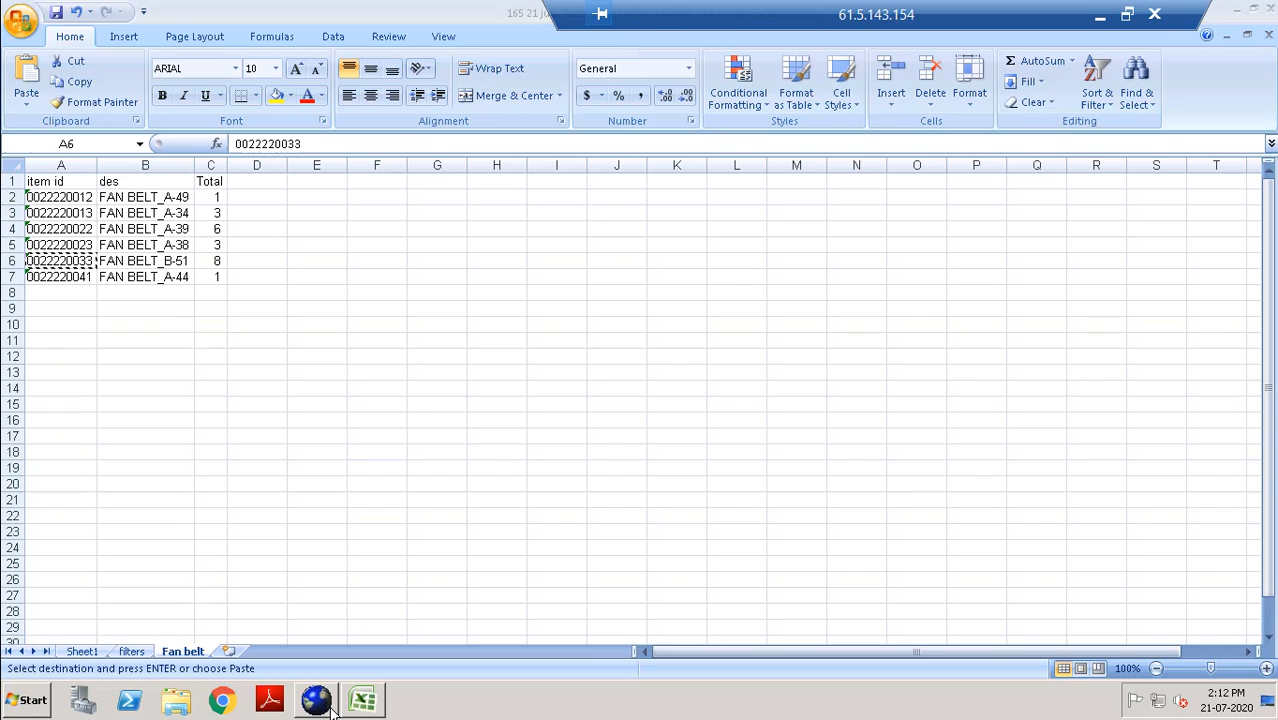 165 21 ju
61.5.143.154
Home Insert Page Layout Formulas Data Review View
Paste
Cut
Copy
Format Painter
Clipboard
ARIAL 10
B I U
Font
Wrap Text
Merge & Center
Alignment
General
$ % ,
Number
Conditional Formatting
Format as Table
Cell Styles
Styles
Insert
Delete
Format
Cells
Σ AutoSum
Fill
Clear
Sort & Filter
Find & Select
Editing
A6 fx 0022220033
A B C D E F G H I J K L M N O P Q R S T
1 item id des Total
2 0022220012 FAN BELT_A-49 1
3 0022220013 FAN BELT_A-34 3
4 0022220022 FAN BELT_A-39 6
5 0022220023 FAN BELT_A-38 3
6 0022220033 FAN BELT_B-51 8
7 0022220041 FAN BELT_A-44 1
8
9
10
11
12
13
14
15
16
17
18
19
20
21
22
23
24
25
26
27
28
29
30
Sheet1 filters Fan belt
Select destination and press ENTER or choose Paste
100%
Start
2:12 PM
21-07-2020